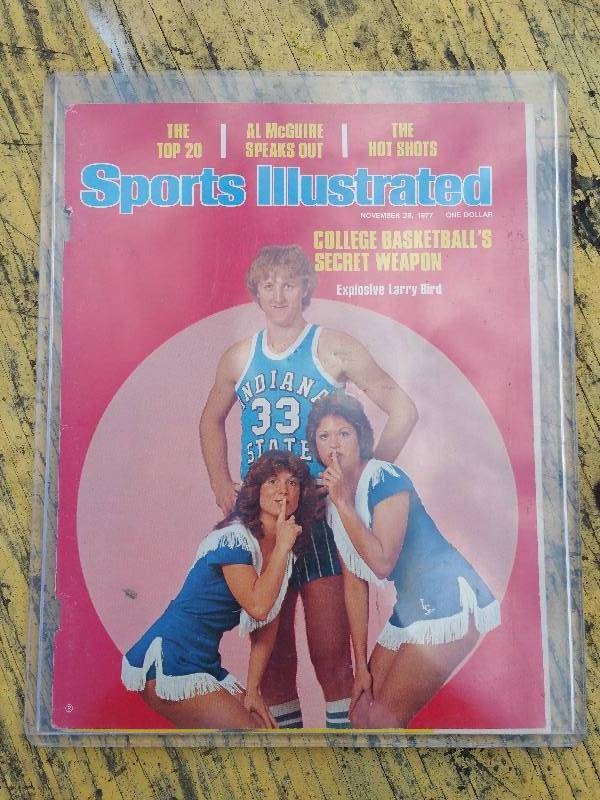 THE
TOP 20
AL McGUIRE
SPEAKS OUT
THE
HOT SHOTS
Sports Illustrated
NOVEMBER 28, 1977 ONE DOLLAR
COLLEGE BASKETBALL'S
SECRET WEAPON
Explosive Larry Bird
INDIANA
33
STATE